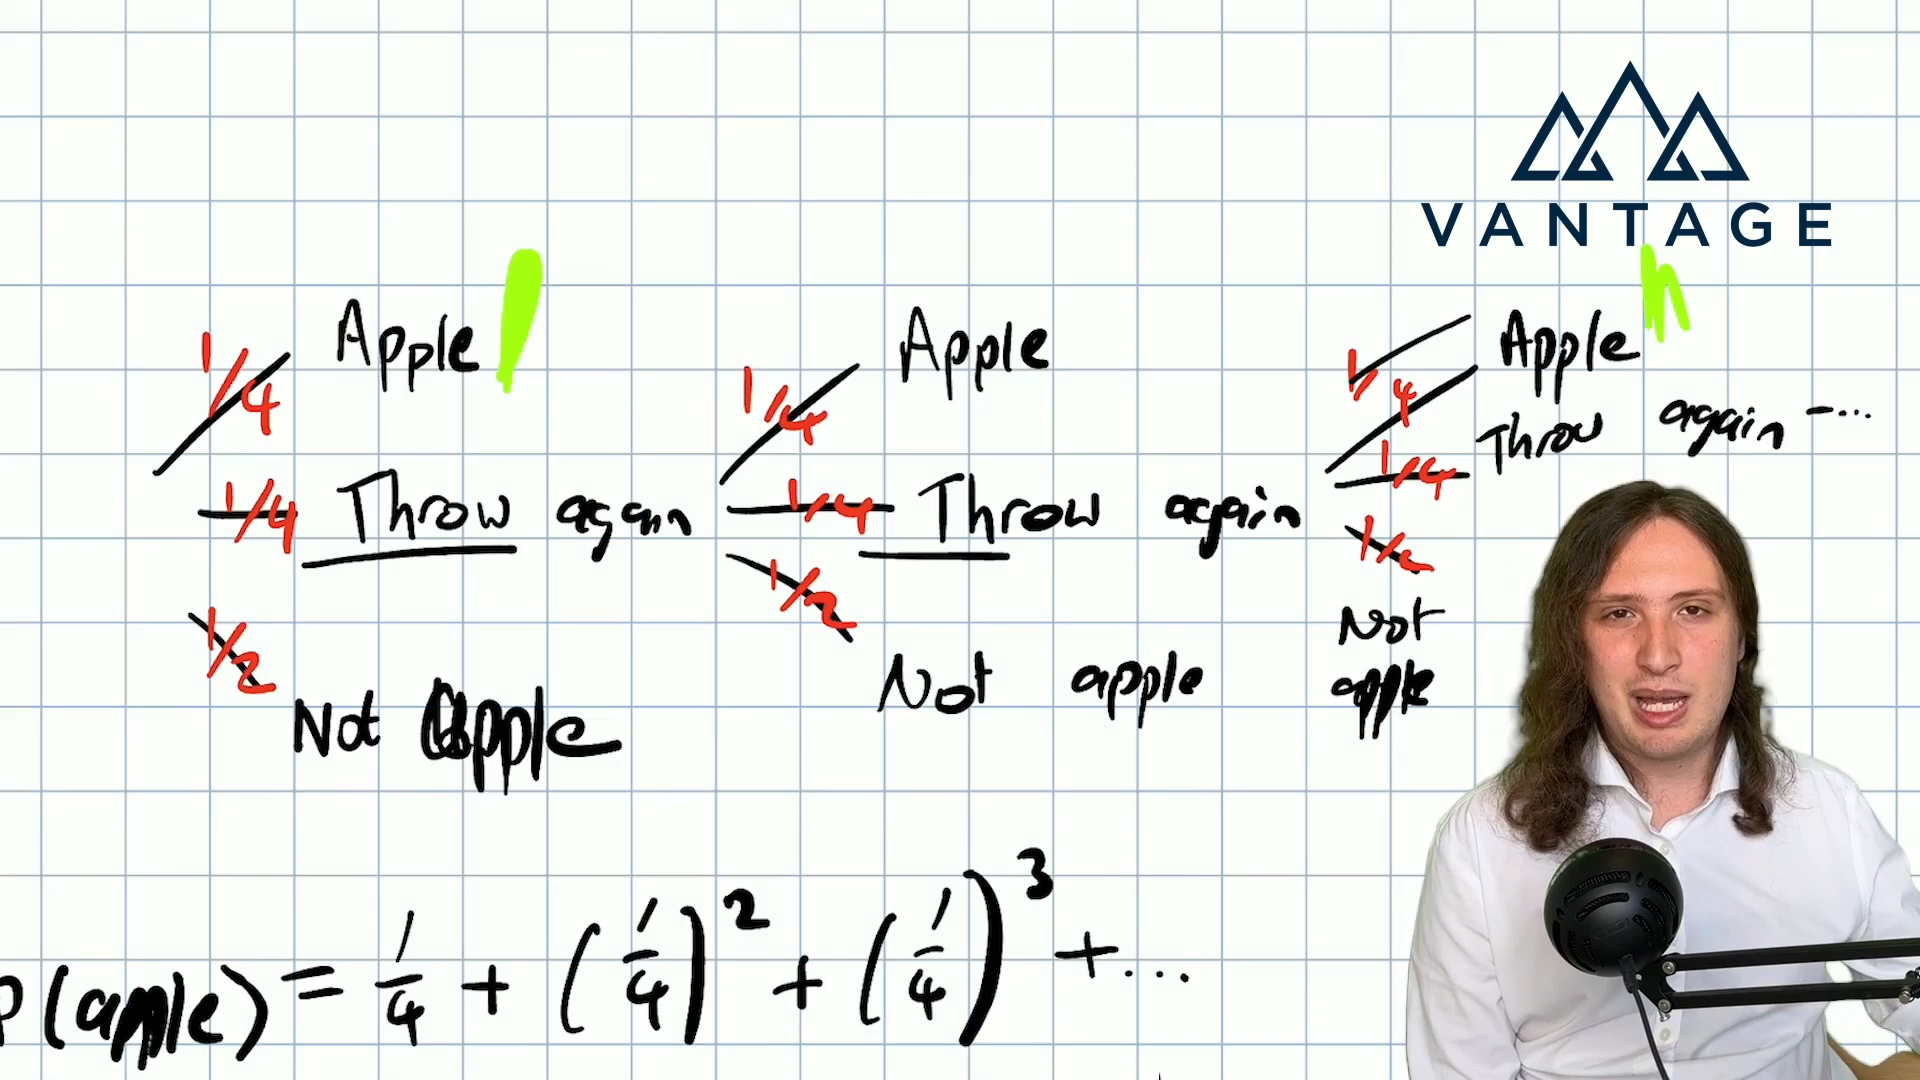 VANTAGE
1/4 Apple
1/4 Throw again
1/2 Not Apple
1/4 Apple
1/4 Throw again
1/2 Not apple
1/4 Apple
1/4 Throw again ....
1/2 Not
apple
P(apple) = 1/4 + (1/4)^2 + (1/4)^3 + ...